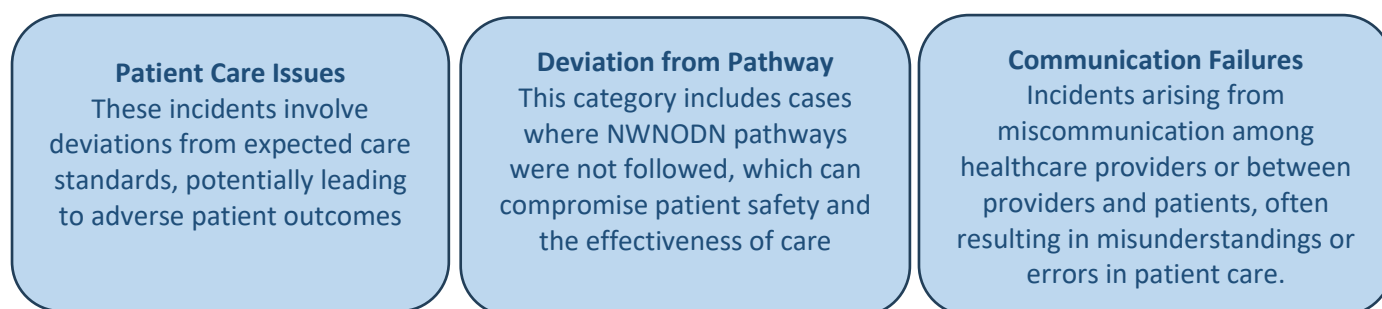 Patient Care Issues
These incidents involve
deviations from expected care
standards, potentially leading
to adverse patient outcomes
Deviation from Pathway
This category includes cases
where NWNODN pathways
were not followed, which can
compromise patient safety and
the effectiveness of care
Communication Failures
Incidents arising from
miscommunication among
healthcare providers or between
providers and patients, often
resulting in misunderstandings or
errors in patient care.